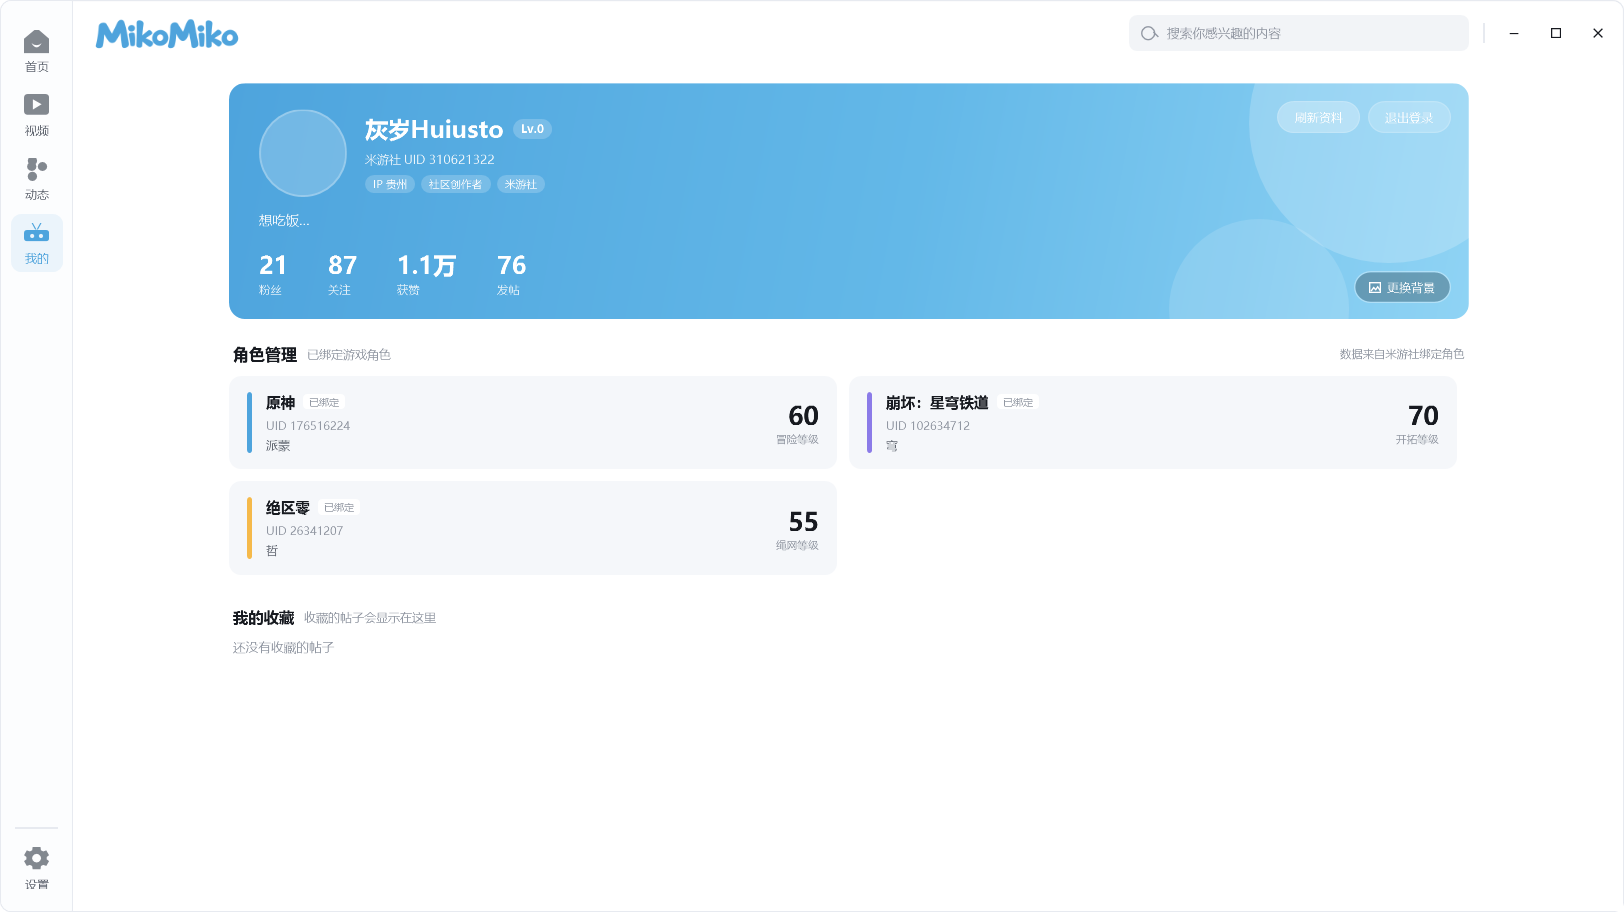 MikoMiko
搜索你感兴趣的内容
首页
视频
动态
我的
设置
灰岁Huiusto Lv.0
米游社 UID 310621322
IP 贵州 社区创作者 米游社
想吃饭...
刷新资料 退出登录
21 87 1.1万 76
粉丝 关注 获赞 发帖
更换背景
角色管理 已绑定游戏角色 数据来自米游社绑定角色
原神 已绑定
UID 176516224
派蒙
60
冒险等级
崩坏：星穹铁道 已绑定
UID 102634712
穹
70
开拓等级
绝区零 已绑定
UID 26341207
哲
55
绳网等级
我的收藏 收藏的帖子会显示在这里
还没有收藏的帖子